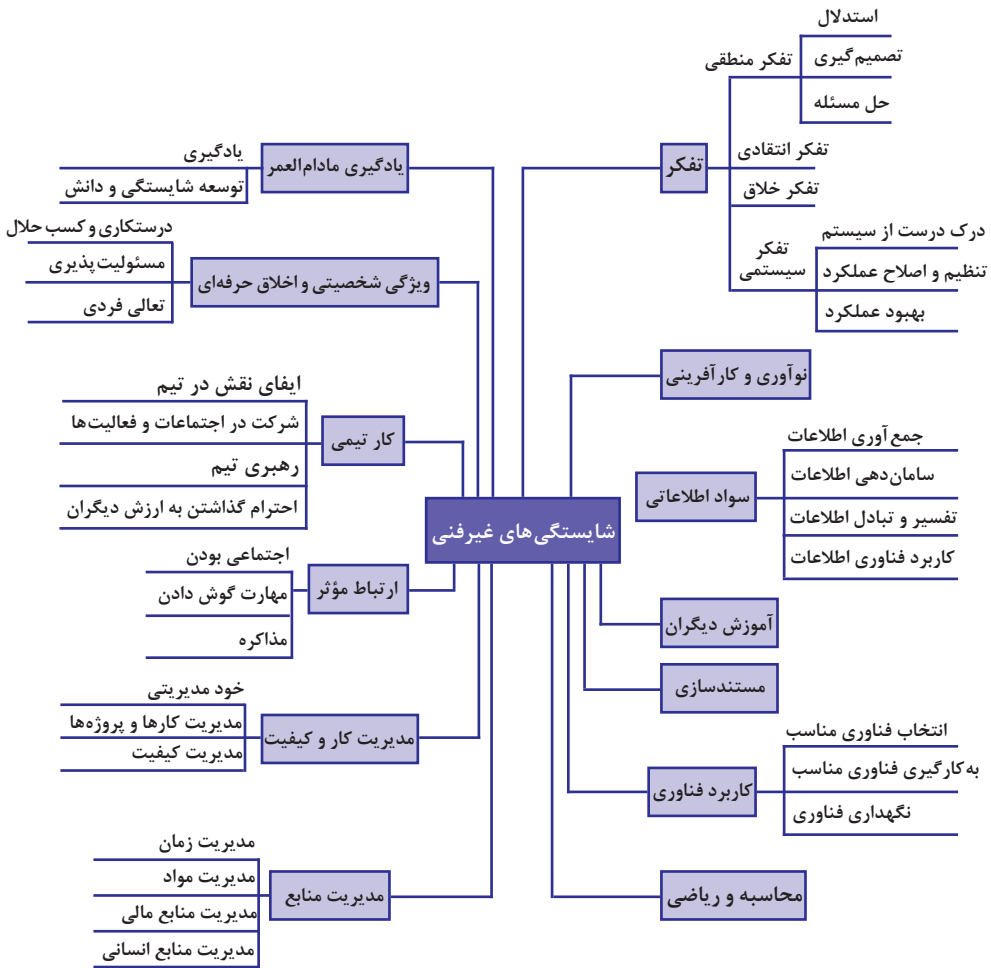 شایستگی‌های غیرفنی
تفکر
تفکر منطقی
استدلال
تصمیم‌گیری
حل مسئله
تفکر انتقادی
تفکر خلاق
تفکر
سیستمی
درک درست از سیستم
تنظیم و اصلاح عملکرد
بهبود عملکرد
نوآوری و کارآفرینی
سواد اطلاعاتی
جمع‌آوری اطلاعات
سامان‌دهی اطلاعات
تفسیر و تبادل اطلاعات
کاربرد فناوری اطلاعات
آموزش دیگران
مستندسازی
کاربرد فناوری
انتخاب فناوری مناسب
به‌کارگیری فناوری مناسب
نگهداری فناوری
محاسبه و ریاضی
یادگیری مادام‌العمر
یادگیری
توسعه شایستگی و دانش
ویژگی شخصیتی و اخلاق حرفه‌ای
درستکاری و کسب حلال
مسئولیت‌پذیری
تعالی فردی
کار تیمی
ایفای نقش در تیم
شرکت در اجتماعات و فعالیت‌ها
رهبری تیم
احترام گذاشتن به ارزش دیگران
ارتباط مؤثر
اجتماعی بودن
مهارت گوش دادن
مذاکره
مدیریت کار و کیفیت
خود مدیریتی
مدیریت کارها و پروژه‌ها
مدیریت کیفیت
مدیریت منابع
مدیریت زمان
مدیریت مواد
مدیریت منابع مالی
مدیریت منابع انسانی